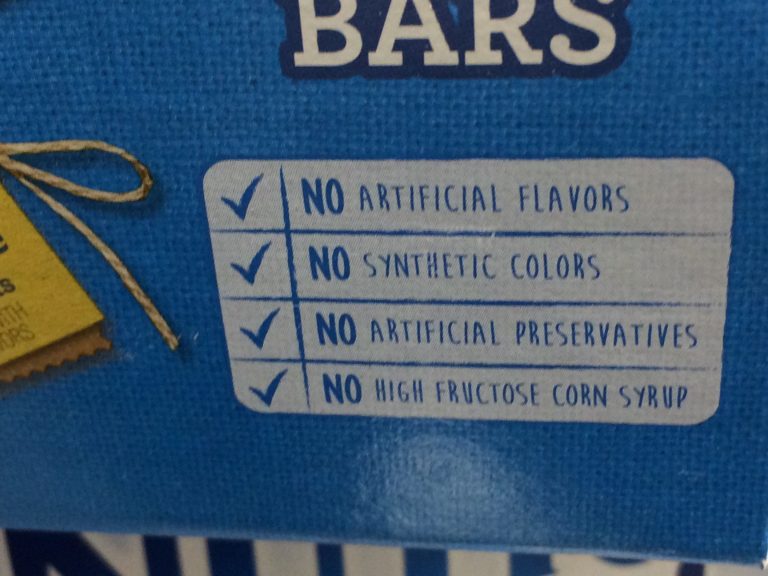 BARS
NO ARTIFICIAL FLAVORS
NO SYNTHETIC COLORS
NO ARTIFICIAL PRESERVATIVES
NO HIGH FRUCTOSE CORN SYRUP